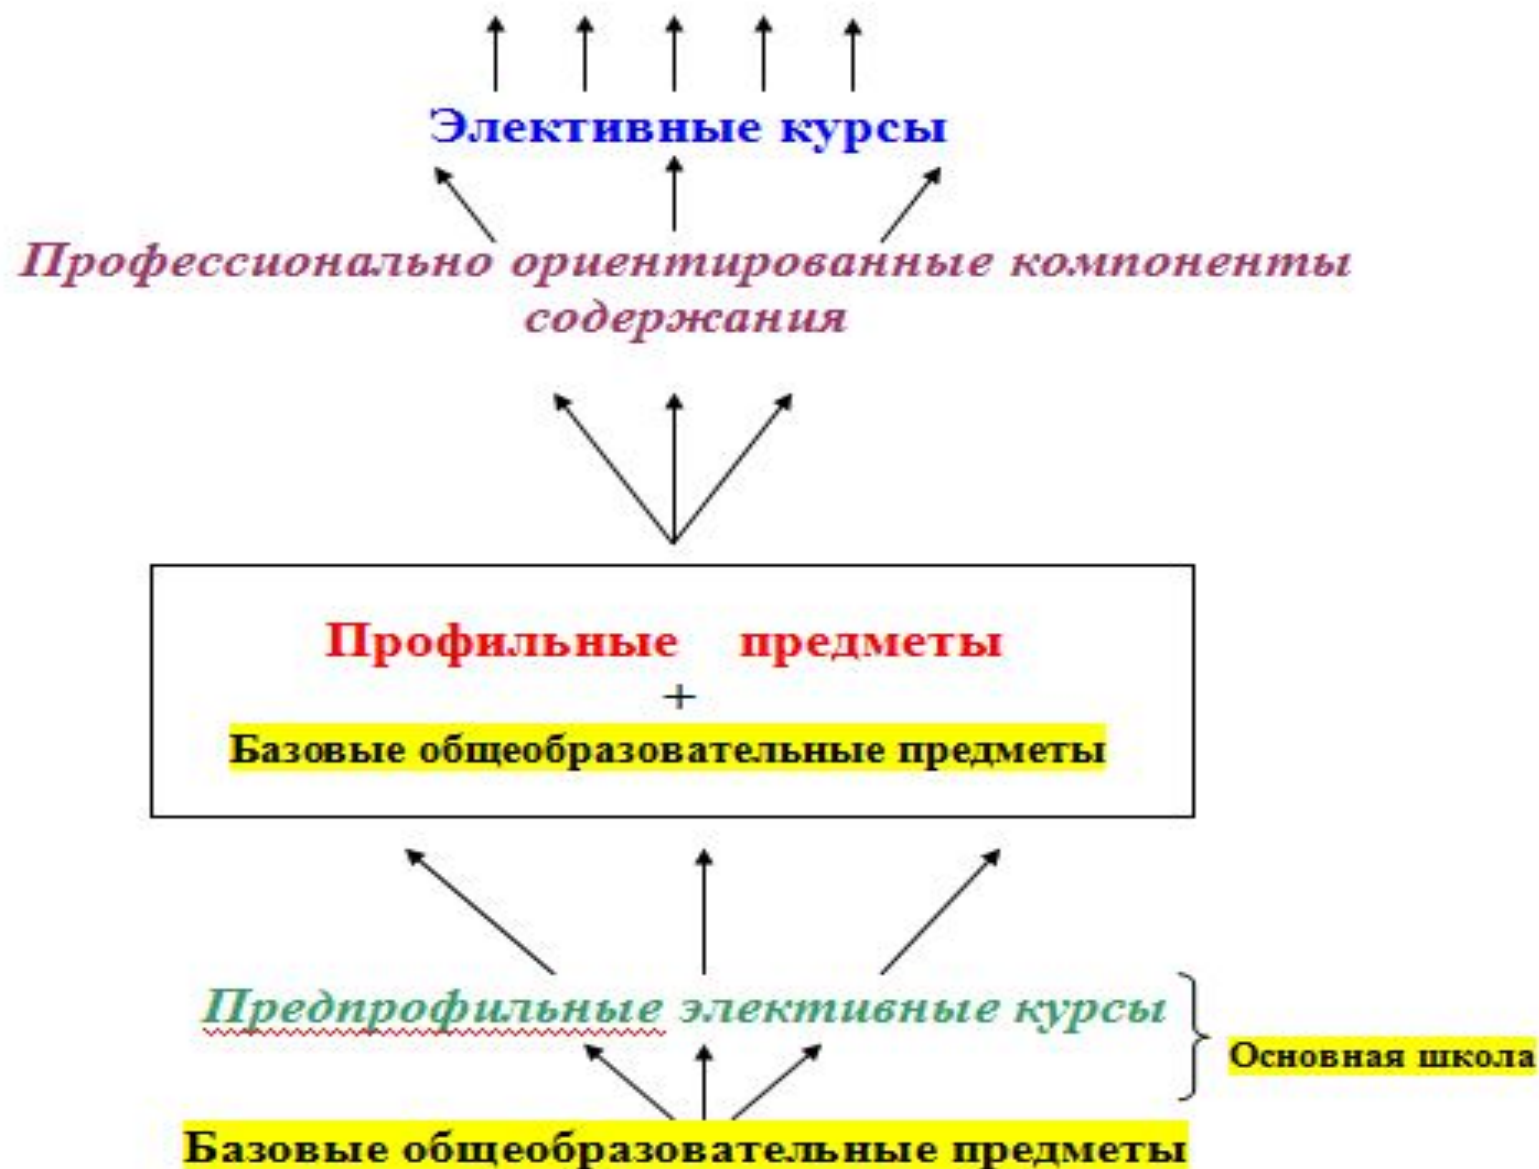 Элективные курсы
Профессионально ориентированные компоненты
содержания
Профильные предметы
+
Базовые общеобразовательные предметы
Предпрофильные элективные курсы
Основная школа
Базовые общеобразовательные предметы